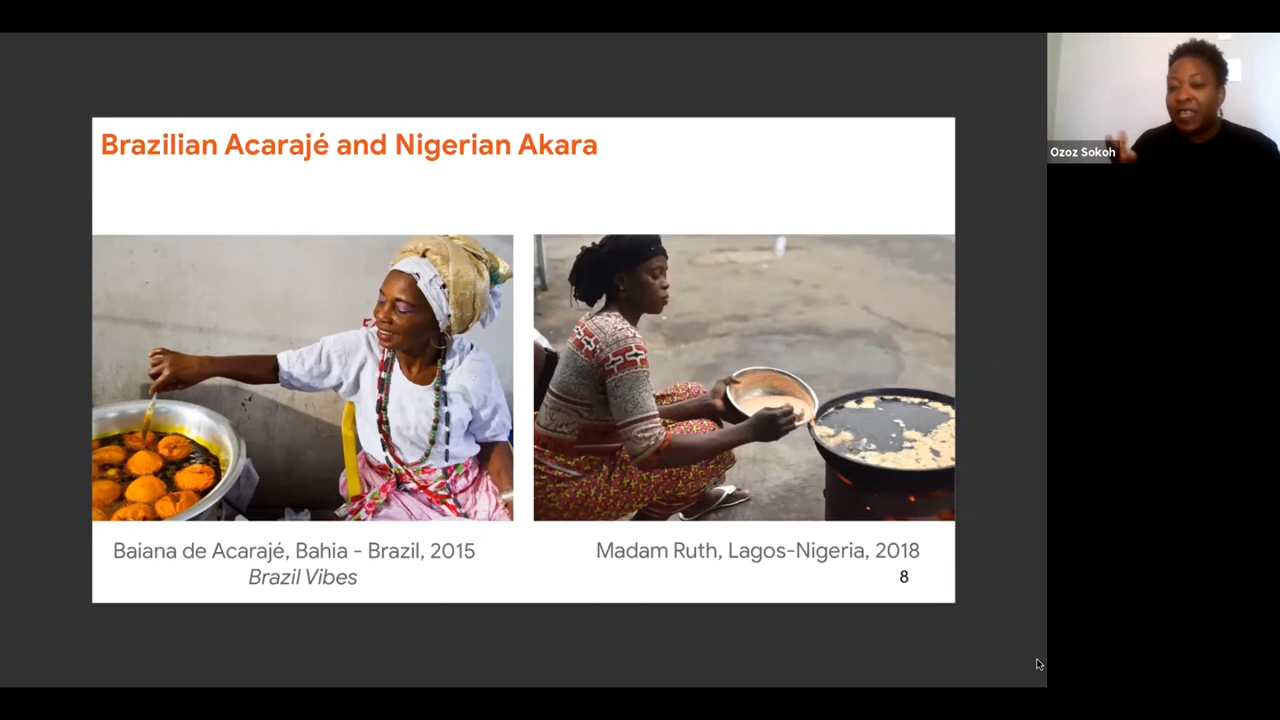 Brazilian Acarajé and Nigerian Akara
Ozoz Sokoh
Baiana de Acarajé, Bahia - Brazil, 2015
Brazil Vibes
Madam Ruth, Lagos-Nigeria, 2018
8